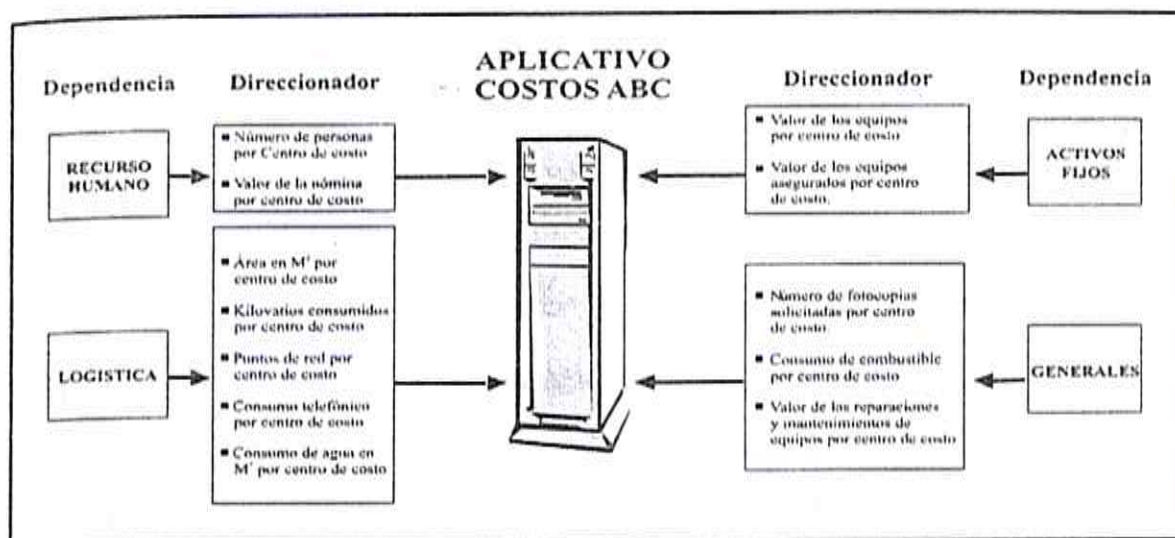 APLICATIVO
COSTOS ABC
Dependencia
Direccionador
RECURSO
HUMANO
▪ Número de personas
por Centro de costo
▪ Valor de la nómina
por centro de costo
LOGISTICA
▪ Área en M² por
centro de costo
▪ Kilovatios consumidos
por centro de costo
▪ Puntos de red por
centro de costo
▪ Consumo telefónico
por centro de costo
▪ Consumo de agua en
M³ por centro de costo
Direccionador
Dependencia
▪ Valor de los equipos
por centro de costo
▪ Valor de los equipos
asegurados por centro
de costo.
ACTIVOS
FIJOS
▪ Número de fotocopias
solicitadas por centro
de costo
▪ Consumo de combustible
por centro de costo
▪ Valor de las reparaciones
y mantenimientos de
equipos por centro de costo
GENERALES